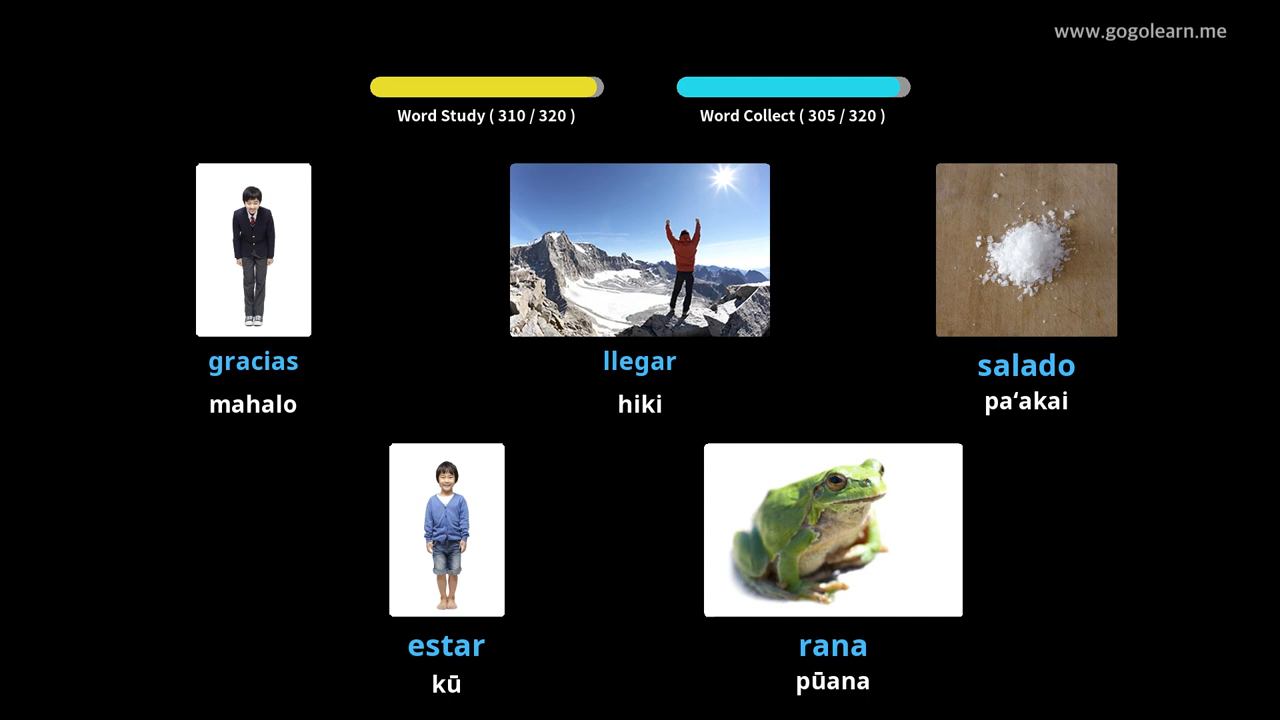 www.gogolearn.me
Word Study ( 310 / 320 )
Word Collect ( 305 / 320 )
gracias
mahalo
llegar
hiki
salado
paʻakai
estar
kū
rana
pūana